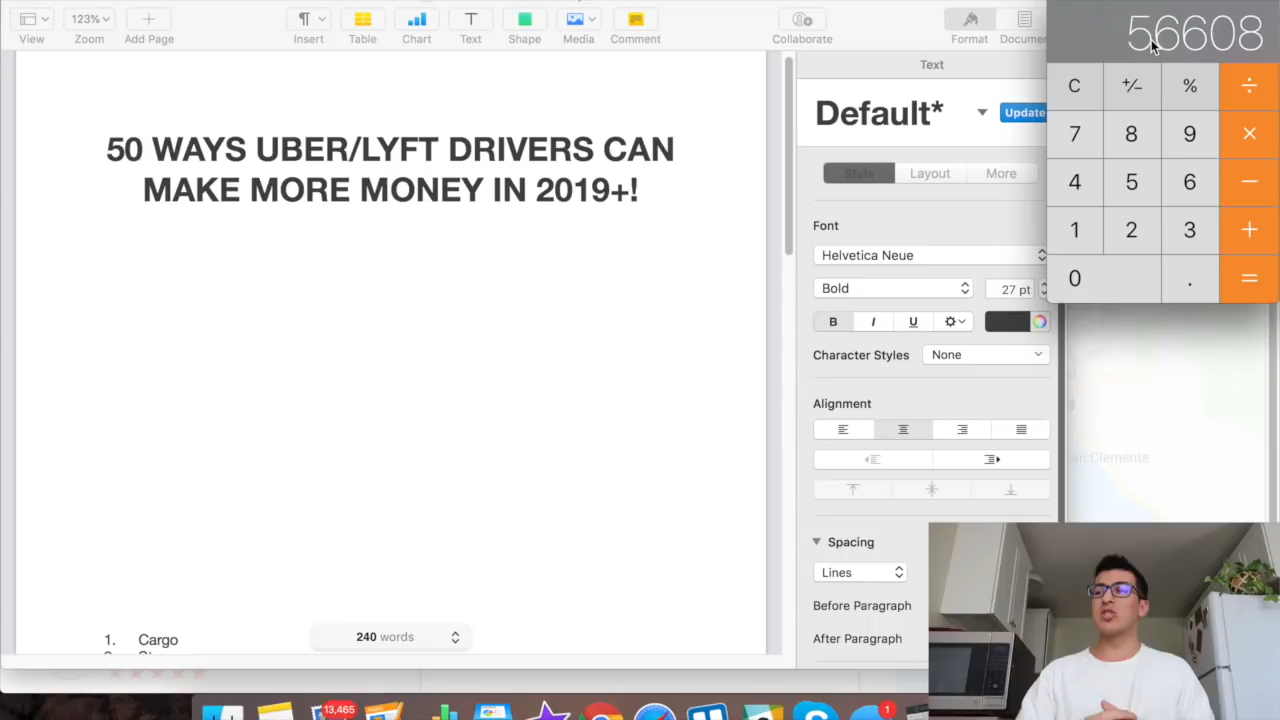 View
Zoom
123%
Add Page
Insert
Table
Chart
Text
Shape
Media
Comment
Collaborate
Format
50 WAYS UBER/LYFT DRIVERS CAN
MAKE MORE MONEY IN 2019+!
1. Cargo
240 words
Text
Default*
Update
Style
Layout
More
Font
Helvetica Neue
Bold
27 pt
B I U
Character Styles
None
Alignment
Spacing
Lines
Before Paragraph
After Paragraph
56608
C +/− % ÷
7 8 9 ×
4 5 6 −
1 2 3 +
0 . =
Clemente
13,465
1